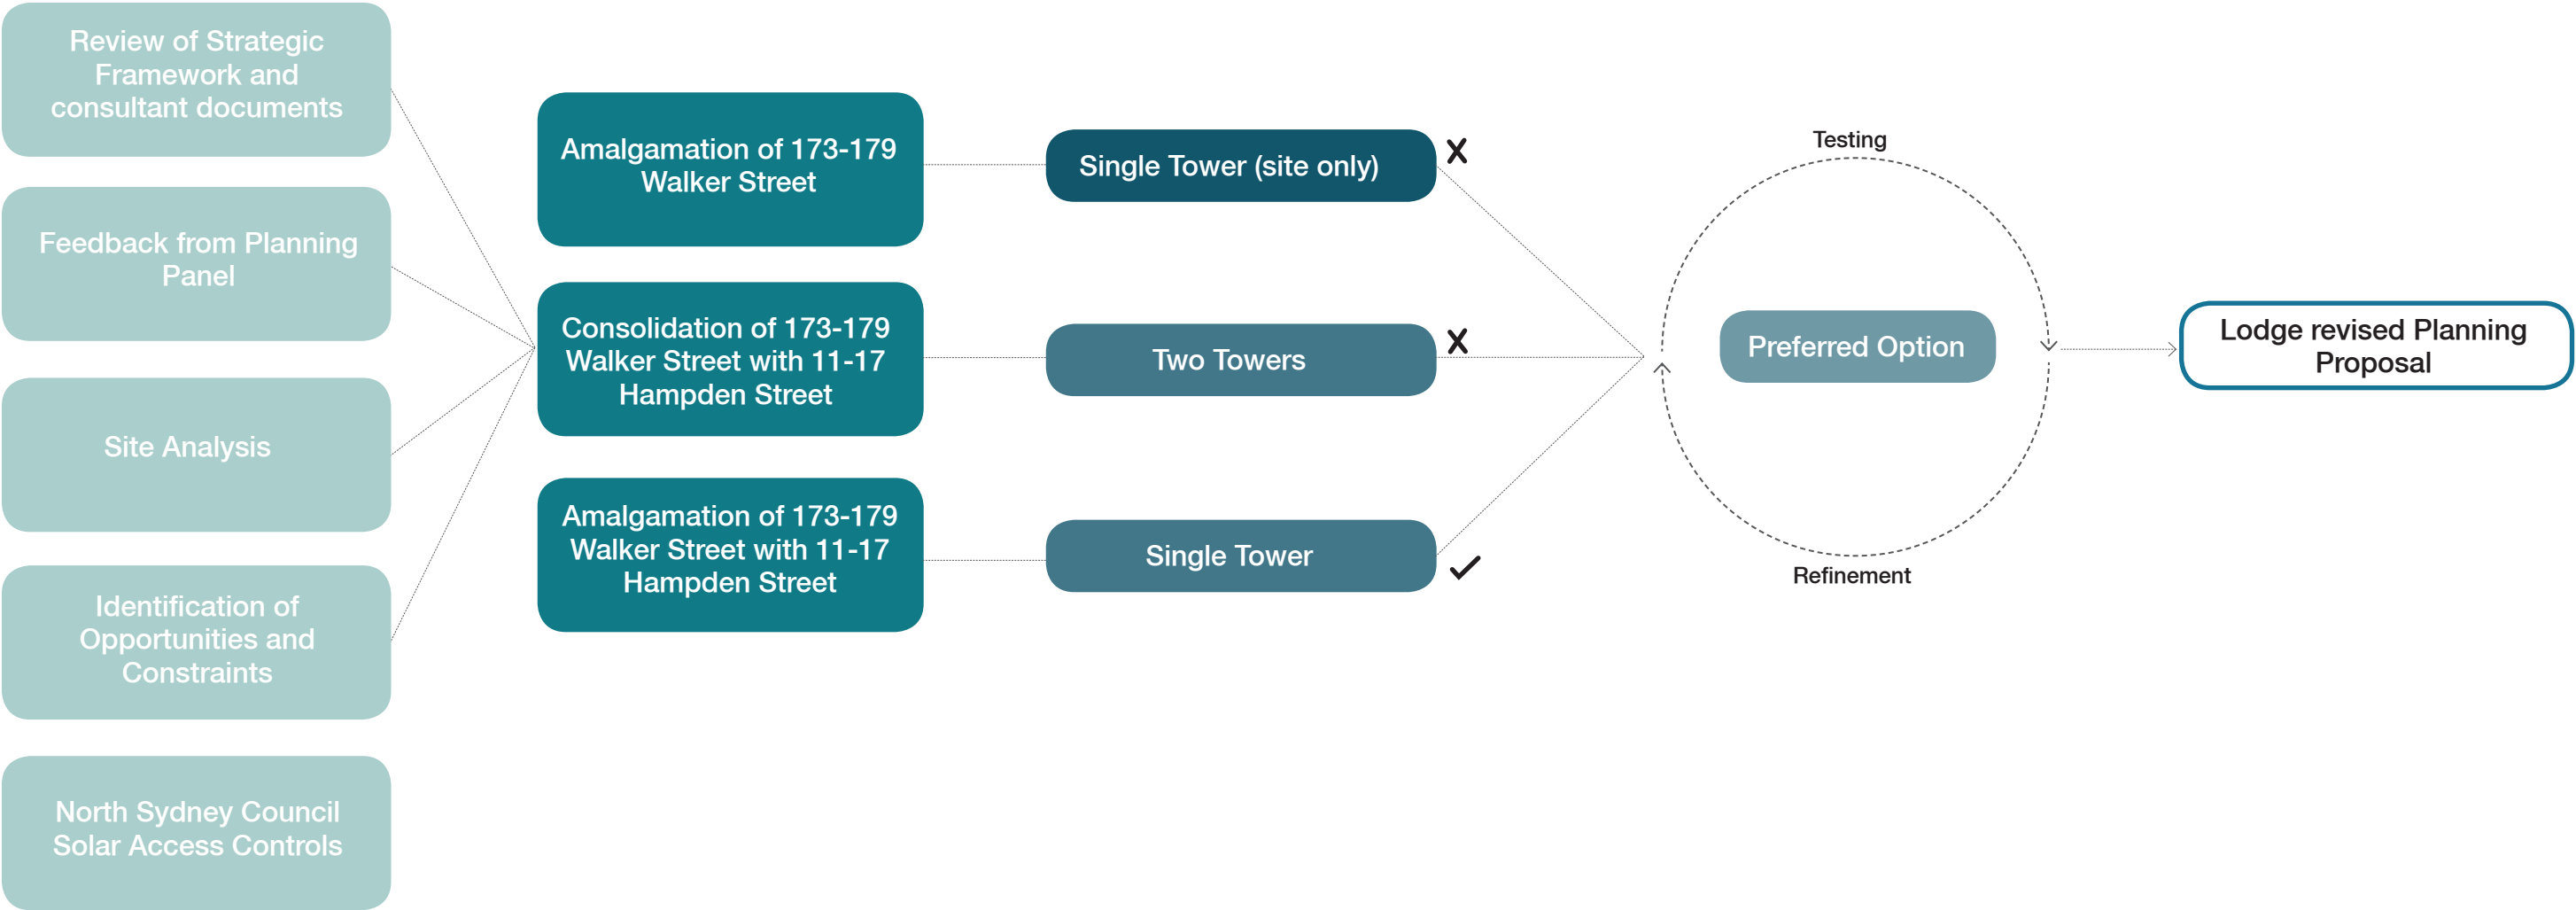 Review of Strategic
Framework and
consultant documents
Feedback from Planning
Panel
Site Analysis
Identification of
Opportunities and
Constraints
North Sydney Council
Solar Access Controls
Amalgamation of 173-179
Walker Street
Consolidation of 173-179
Walker Street with 11-17
Hampden Street
Amalgamation of 173-179
Walker Street with 11-17
Hampden Street
Single Tower (site only)
Two Towers
Single Tower
Testing
Preferred Option
Refinement
Lodge revised Planning
Proposal